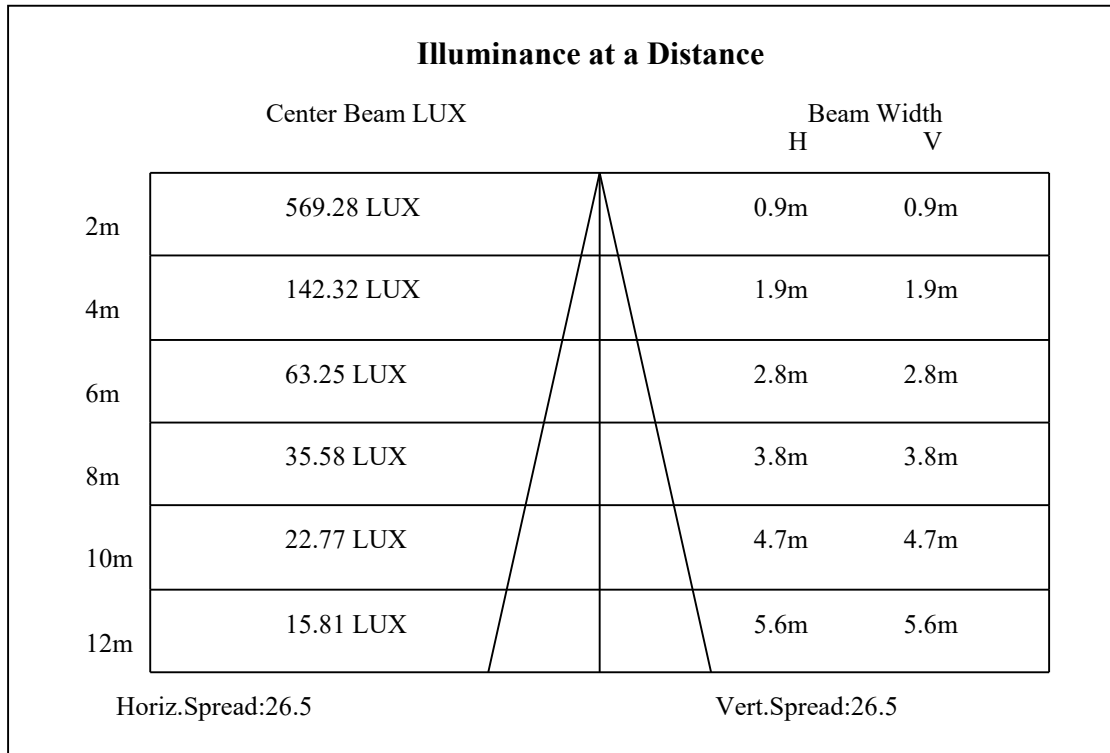 Illuminance at a Distance
Center Beam LUX Beam Width
H V
2m 569.28 LUX 0.9m 0.9m
4m 142.32 LUX 1.9m 1.9m
6m 63.25 LUX 2.8m 2.8m
8m 35.58 LUX 3.8m 3.8m
10m 22.77 LUX 4.7m 4.7m
12m 15.81 LUX 5.6m 5.6m
Horiz.Spread:26.5 Vert.Spread:26.5